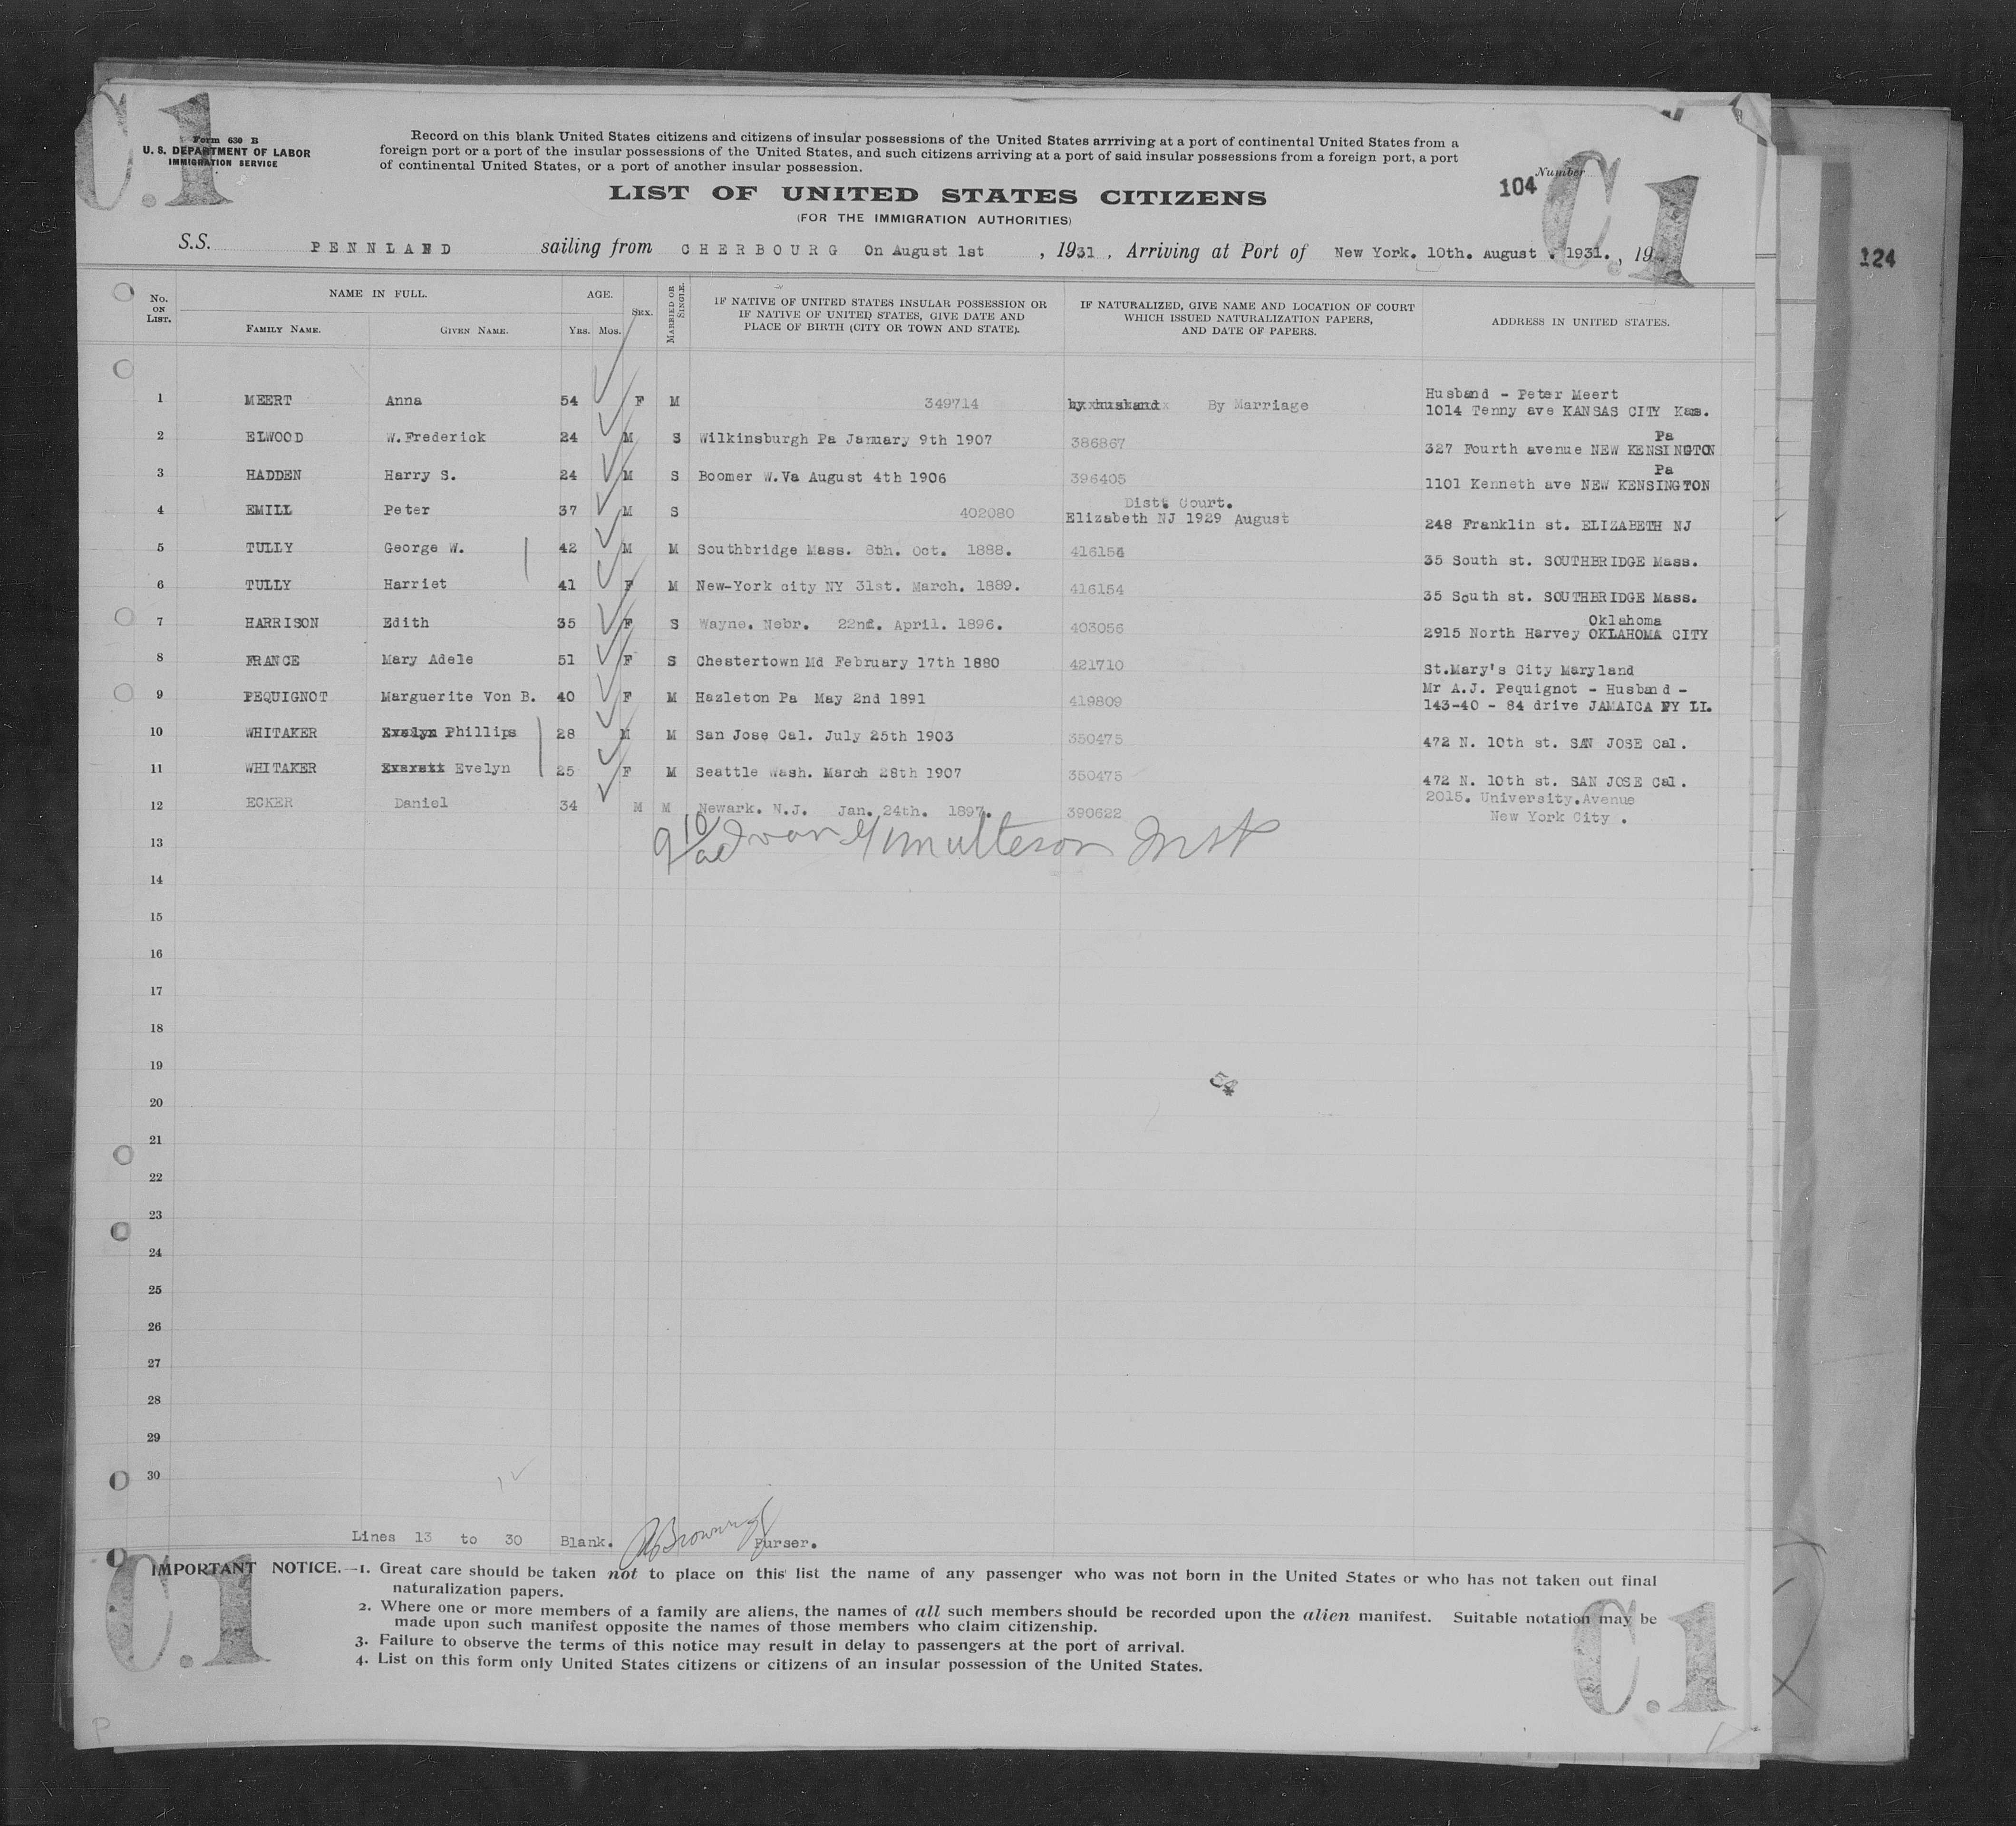 C.1
C.1
Form 630 B
U. S. DEPARTMENT OF LABOR
IMMIGRATION SERVICE
Record on this blank United States citizens and citizens of insular possessions of the United States arrriving at a port of continental United States from a
foreign port or a port of the insular possessions of the United States, and such citizens arriving at a port of said insular possessions from a foreign port, a port
of continental United States, or a port of another insular possession.
Number
104
LIST OF UNITED STATES CITIZENS
(FOR THE IMMIGRATION AUTHORITIES)
S.S. PENNLAND sailing from CHERBOURG On August 1st , 1931 , Arriving at Port of New York. 10th. August . 1931. , 19
124
No. ON LIST. NAME IN FULL. FAMILY NAME. GIVEN NAME. AGE. YRS. MOS. SEX. MARRIED OR SINGLE. IF NATIVE OF UNITED STATES INSULAR POSSESSION OR IF NATIVE OF UNITED STATES, GIVE DATE AND PLACE OF BIRTH (CITY OR TOWN AND STATE). IF NATURALIZED, GIVE NAME AND LOCATION OF COURT WHICH ISSUED NATURALIZATION PAPERS, AND DATE OF PAPERS. ADDRESS IN UNITED STATES.
1 MEERT Anna 54 F M 349714 by husband By Marriage Husband - Peter Meert
1014 Tenny ave KANSAS CITY Kas.
2 ELWOOD W.Frederick 24 M S Wilkinsburgh Pa January 9th 1907 386867 327 Fourth avenue NEW KENSINGTON Pa
3 HADDEN Harry S. 24 M S Boomer W.Va August 4th 1906 396405 1101 Kenneth ave NEW KENSINGTON Pa
4 EMILL Peter 37 M S 402080 Dist. Court.
Elizabeth NJ 1929 August 248 Franklin st. ELIZABETH NJ
5 TULLY George W. 42 M M Southbridge Mass. 8th. Oct. 1888. 416154 35 South st. SOUTHBRIDGE Mass.
6 TULLY Harriet 41 F M New-York city NY 31st. March. 1889. 416154 35 South st. SOUTHBRIDGE Mass.
7 HARRISON Edith 35 F S Wayne. Nebr. 22nd. April. 1896. 403056 2915 North Harvey OKLAHOMA CITY Oklahoma
8 FRANCE Mary Adele 51 F S Chestertown Md February 17th 1880 421710 St.Mary's City Maryland
9 PEQUIGNOT Marguerite Von B. 40 F M Hazleton Pa May 2nd 1891 419809 Mr A.J. Pequignot - Husband -
143-40 - 84 drive JAMAICA NY LI.
10 WHITAKER Evelyn Phillips 28 M M San Jose Cal. July 25th 1903 350475 472 N. 10th st. SAN JOSE Cal.
11 WHITAKER Evelyn 25 F M Seattle Wash. March 28th 1907 350475 472 N. 10th st. SAN JOSE Cal.
12 ECKER Daniel 34 M M Newark. N.J. Jan. 24th. 1897. 390622 2015. University.Avenue
New York City .
13
14
15
16
17
18
19
54
20
21
22
23
24
25
26
27
28
29
30
Lines 13 to 30 Blank. Purser.
IMPORTANT NOTICE.—1. Great care should be taken not to place on this list the name of any passenger who was not born in the United States or who has not taken out final
naturalization papers.
2. Where one or more members of a family are aliens, the names of all such members should be recorded upon the alien manifest. Suitable notation may be
made upon such manifest opposite the names of those members who claim citizenship.
3. Failure to observe the terms of this notice may result in delay to passengers at the port of arrival.
4. List on this form only United States citizens or citizens of an insular possession of the United States.
C.1
C.1
P